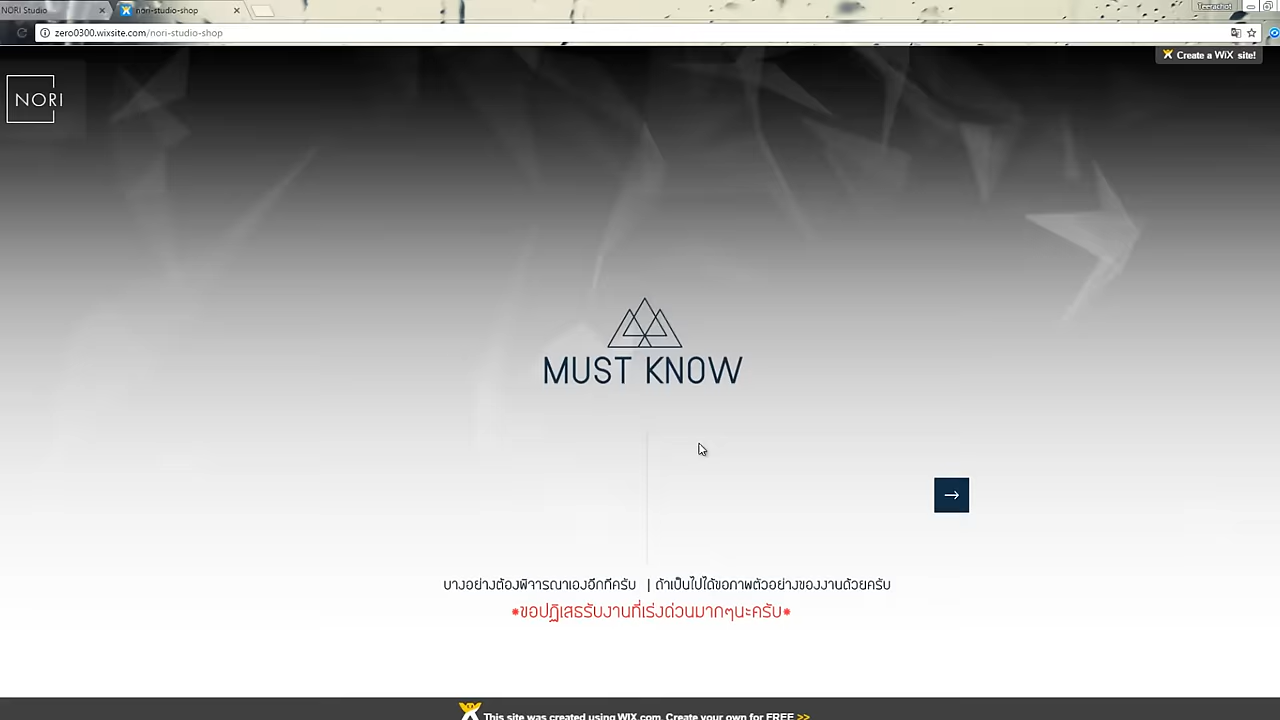 NORI Studio
nori-studio-shop
Teerachot
zero0300.wixsite.com/nori-studio-shop
Create a WiX site!
NORI
MUST KNOW
บางอย่างต้องพิจารณาเองอีกทีครับ | ถ้าเป็นไปได้ขอภาพตัวอย่างของงานด้วยครับ
*ขอปฏิเสธรับงานที่เร่งด่วนมากๆนะครับ*
This site was created using WIX.com. Create your own for FREE >>